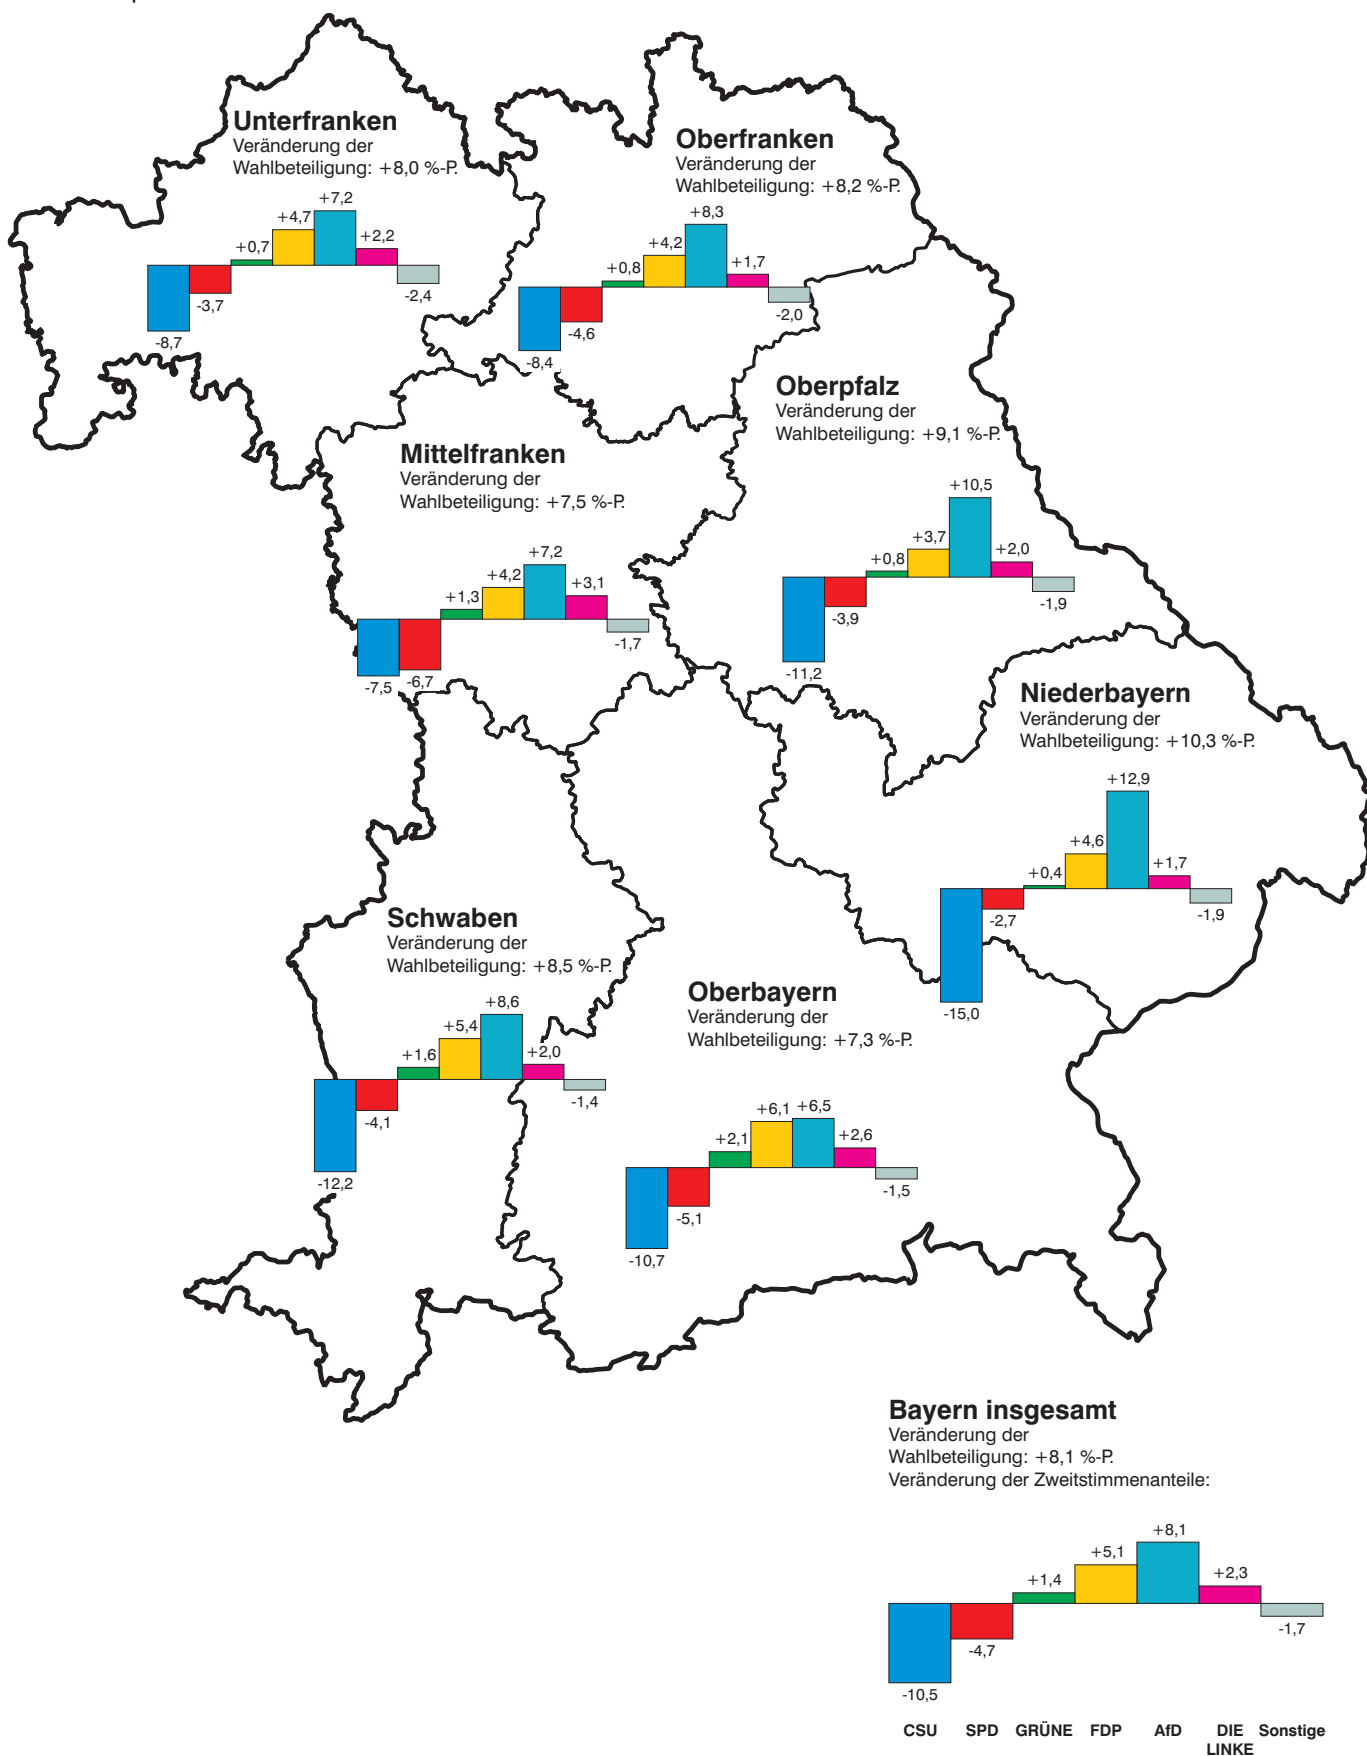 Unterfranken
Veränderung der
Wahlbeteiligung: +8,0 %-P.
+0,7
+4,7
+7,2
+2,2
-8,7
-3,7
-2,4
Oberfranken
Veränderung der
Wahlbeteiligung: +8,2 %-P.
+0,8
+4,2
+8,3
+1,7
-8,4
-4,6
-2,0
Oberpfalz
Veränderung der
Wahlbeteiligung: +9,1 %-P.
+0,8
+3,7
+10,5
+2,0
-11,2
-3,9
-1,9
Mittelfranken
Veränderung der
Wahlbeteiligung: +7,5 %-P.
+1,3
+4,2
+7,2
+3,1
-7,5
-6,7
-1,7
Niederbayern
Veränderung der
Wahlbeteiligung: +10,3 %-P.
+0,4
+4,6
+12,9
+1,7
-15,0
-2,7
-1,9
Schwaben
Veränderung der
Wahlbeteiligung: +8,5 %-P.
+1,6
+5,4
+8,6
+2,0
-12,2
-4,1
-1,4
Oberbayern
Veränderung der
Wahlbeteiligung: +7,3 %-P.
+2,1
+6,1
+6,5
+2,6
-10,7
-5,1
-1,5
Bayern insgesamt
Veränderung der
Wahlbeteiligung: +8,1 %-P.
Veränderung der Zweitstimmenanteile:
+1,4
+5,1
+8,1
+2,3
-10,5
-4,7
-1,7
CSU SPD GRÜNE FDP AfD DIE LINKE Sonstige